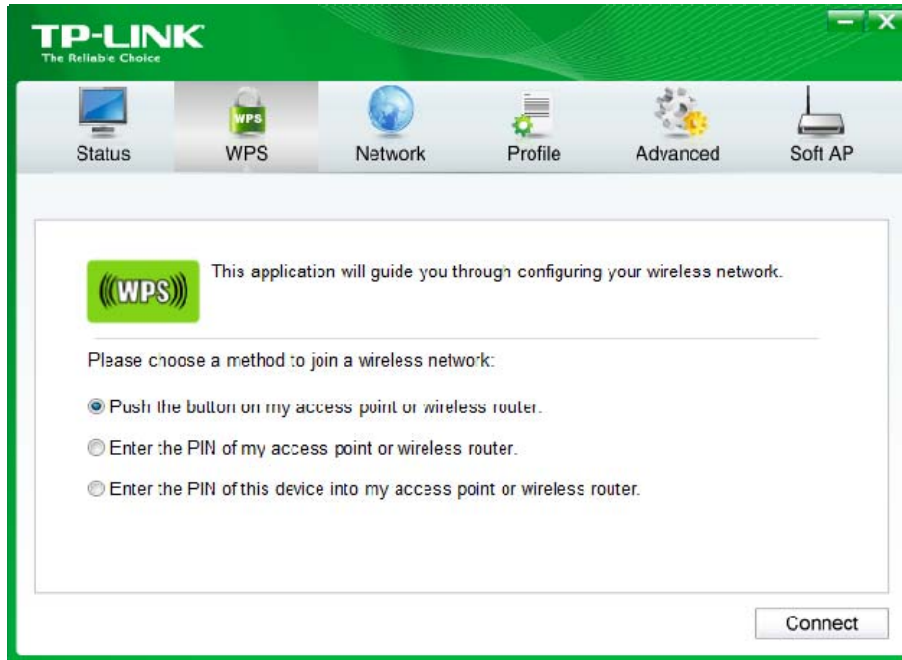 TP-LINK
The Reliable Choice
Status WPS Network Profile Advanced Soft AP
WPS
This application will guide you through configuring your wireless network.
WPS
Please choose a method to join a wireless network:
Push the button on my access point or wireless router.
Enter the PIN of my access point or wireless router.
Enter the PIN of this device into my access point or wireless router.
Connect